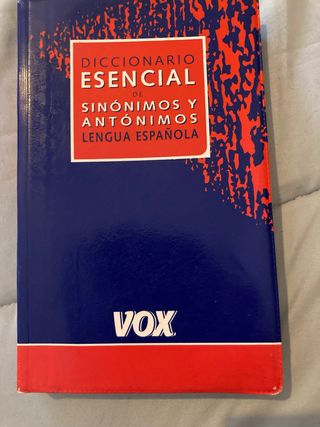 DICCIONARIO
ESENCIAL
DE
SINÓNIMOS Y
ANTÓNIMOS
LENGUA ESPAÑOLA
VOX